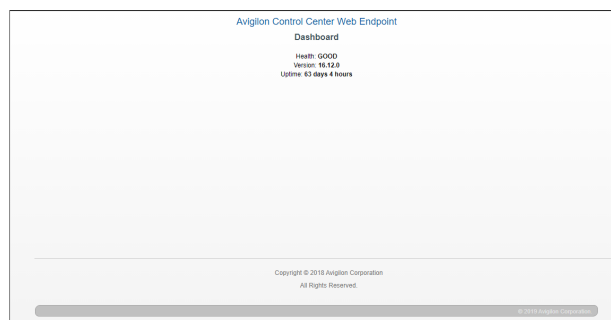 Avigilon Control Center Web Endpoint
Dashboard
Health: GOOD
Version: 16.12.0
Uptime: 63 days 4 hours
Copyright © 2018 Avigilon Corporation
All Rights Reserved.
© 2019 Avigilon Corporation